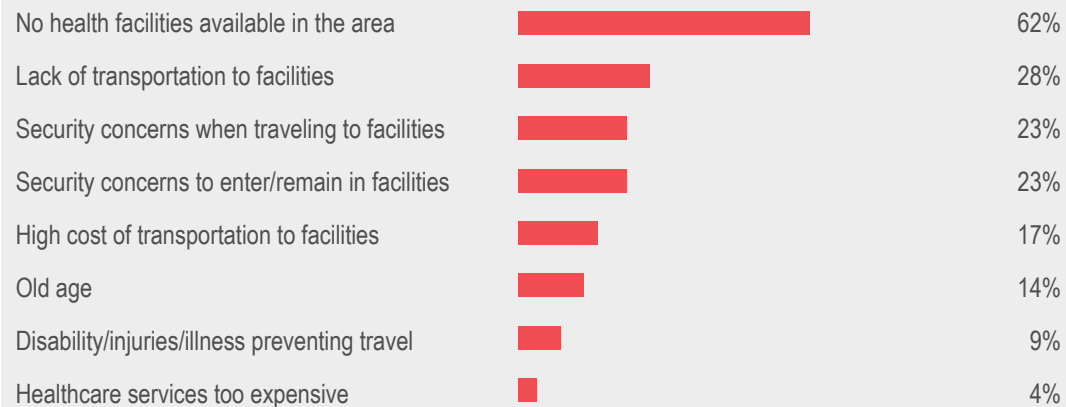 No health facilities available in the area 62%
Lack of transportation to facilities 28%
Security concerns when traveling to facilities 23%
Security concerns to enter/remain in facilities 23%
High cost of transportation to facilities 17%
Old age 14%
Disability/injuries/illness preventing travel 9%
Healthcare services too expensive 4%